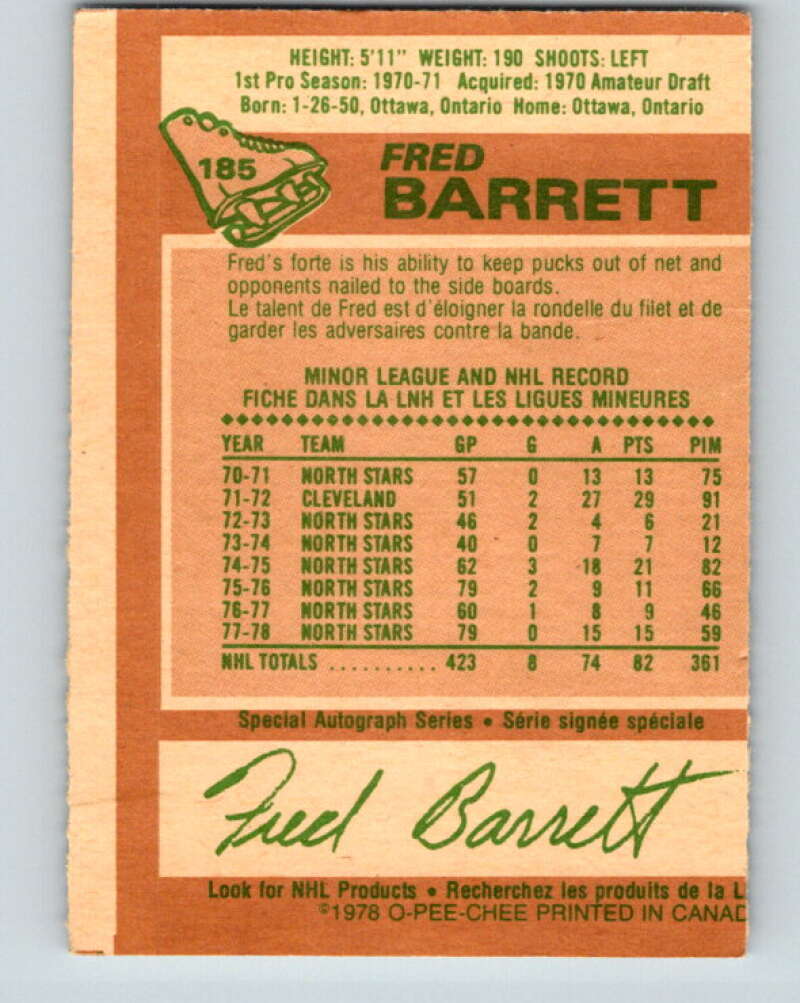 HEIGHT: 5'11" WEIGHT: 190 SHOOTS: LEFT
1st Pro Season: 1970-71 Acquired: 1970 Amateur Draft
Born: 1-26-50, Ottawa, Ontario Home: Ottawa, Ontario
185
FRED
BARRETT
Fred's forte is his ability to keep pucks out of net and
opponents nailed to the side boards.
Le talent de Fred est d'éloigner la rondelle du filet et de
garder les adversaires contre la bande.
MINOR LEAGUE AND NHL RECORD
FICHE DANS LA LNH ET LES LIGUES MINEURES
YEAR TEAM GP G A PTS PIM
70-71 NORTH STARS 57 0 13 13 75
71-72 CLEVELAND 51 2 27 29 91
72-73 NORTH STARS 46 2 4 6 21
73-74 NORTH STARS 40 0 7 7 12
74-75 NORTH STARS 62 3 18 21 82
75-76 NORTH STARS 79 2 9 11 66
76-77 NORTH STARS 60 1 8 9 46
77-78 NORTH STARS 79 0 15 15 59
NHL TOTALS .......... 423 8 74 82 361
Special Autograph Series • Série signée spéciale
Fred Barrett
Look for NHL Products • Recherchez les produits de la L
©1978 O-PEE-CHEE PRINTED IN CANAD